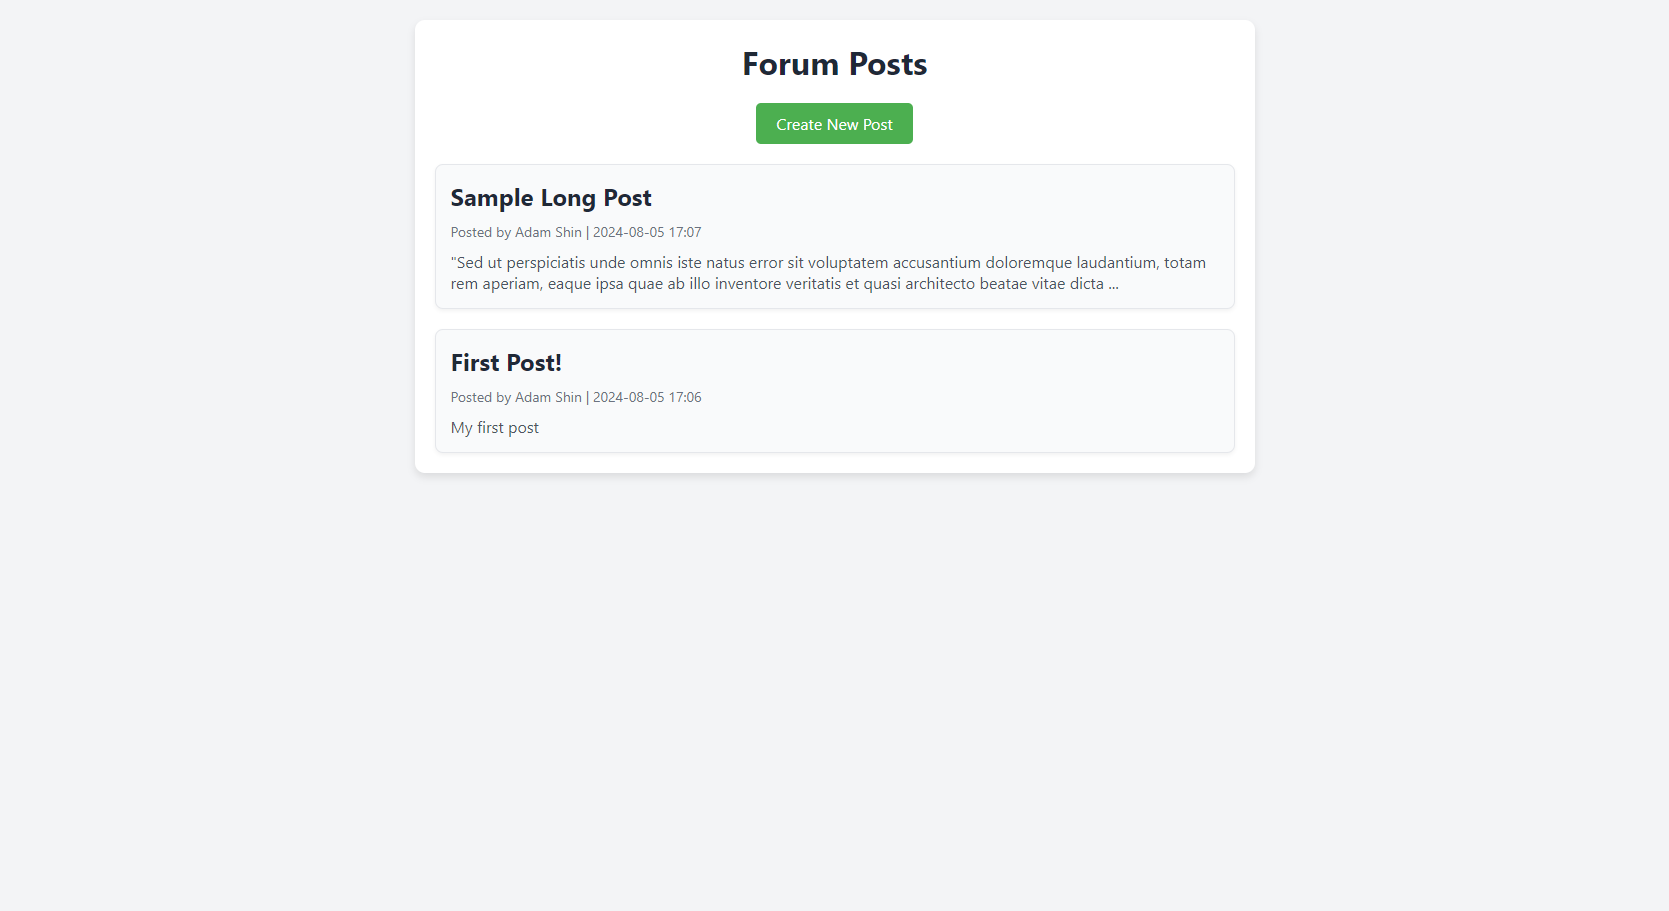 Forum Posts
Create New Post
Sample Long Post
Posted by Adam Shin | 2024-08-05 17:07
"Sed ut perspiciatis unde omnis iste natus error sit voluptatem accusantium doloremque laudantium, totam
rem aperiam, eaque ipsa quae ab illo inventore veritatis et quasi architecto beatae vitae dicta ...
First Post!
Posted by Adam Shin | 2024-08-05 17:06
My first post